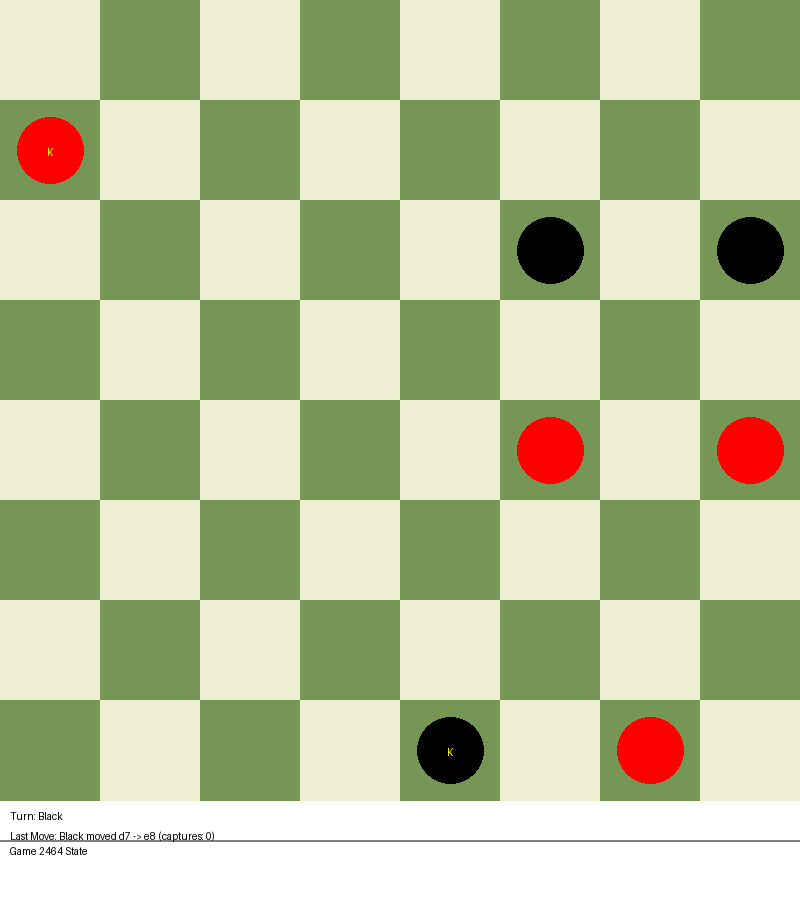 K
K
Turn: Black
Last Move: Black moved d7 -> e8 (captures: 0)
Game 2464 State